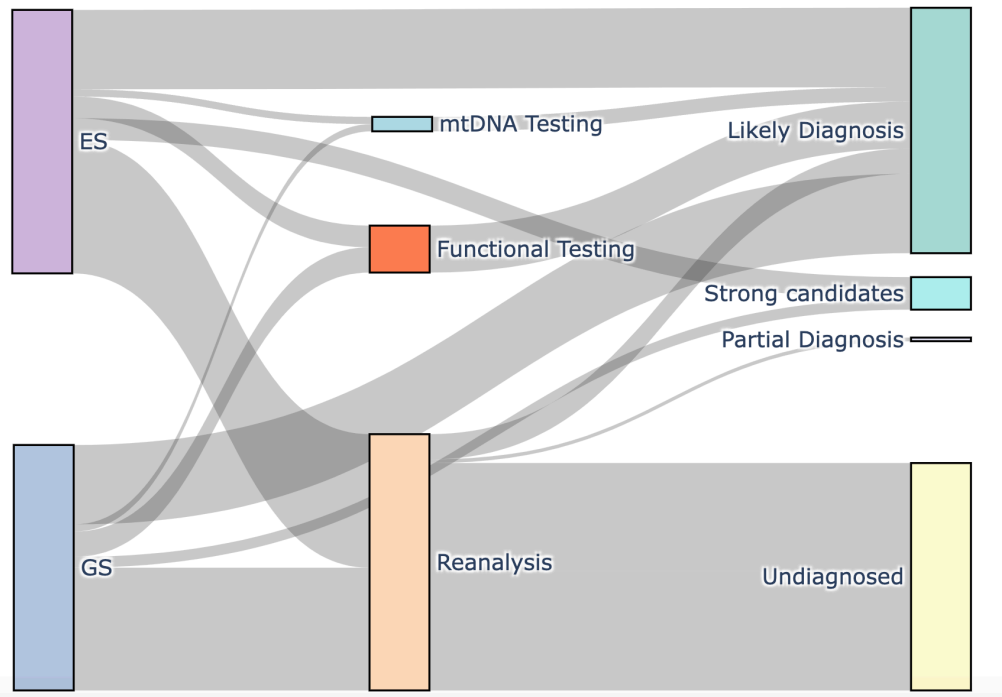 ES
mtDNA Testing
Likely Diagnosis
Functional Testing
Strong candidates
Partial Diagnosis
GS
Reanalysis
Undiagnosed